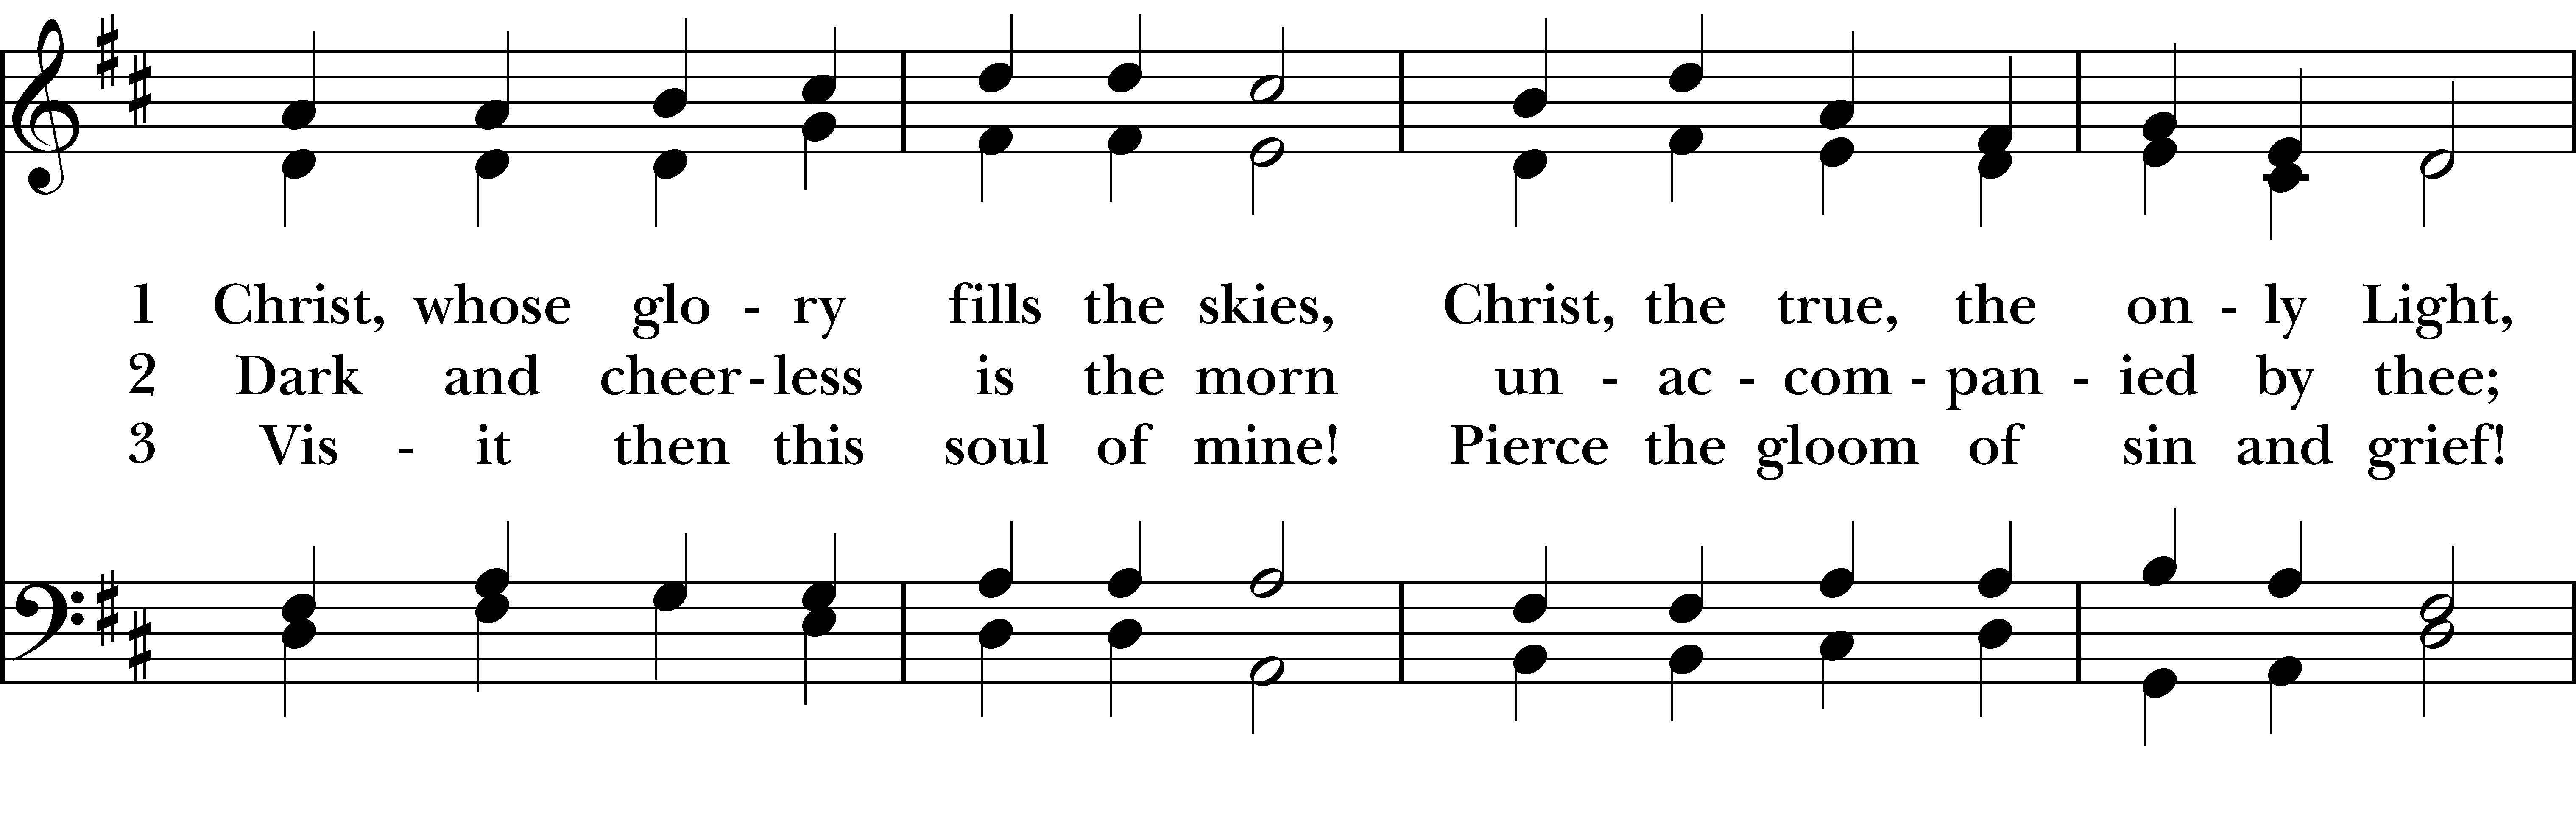 1 Christ, whose glo - ry fills the skies, Christ, the true, the on - ly Light,
2 Dark and cheer - less is the morn un - ac - com - pan - ied by thee;
3 Vis - it then this soul of mine! Pierce the gloom of sin and grief!